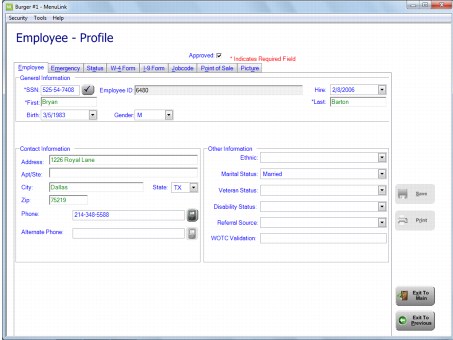 Burger #1 - MenuLink
Security Tools Help
Employee - Profile
Approved:
* Indicates Required Field
Employee Emergency Status W-4 Form I-9 Form Jobcode Point of Sale Picture
General Information
*SSN: 525-54-7408 Employee ID: 6480 Hire: 2/8/2006
*First: Bryan *Last: Barton
Birth: 3/5/1983 Gender: M
Contact Information
Address: 1226 Royal Lane
Apt/Ste:
City: Dallas State: TX
Zip: 75219
Phone: 214-348-5588
Alternate Phone:
Other Information
Ethnic:
Marital Status: Married
Veteran Status:
Disability Status:
Referral Source:
WOTC Validation:
Save
Print
Exit To
Main
Exit To
Previous